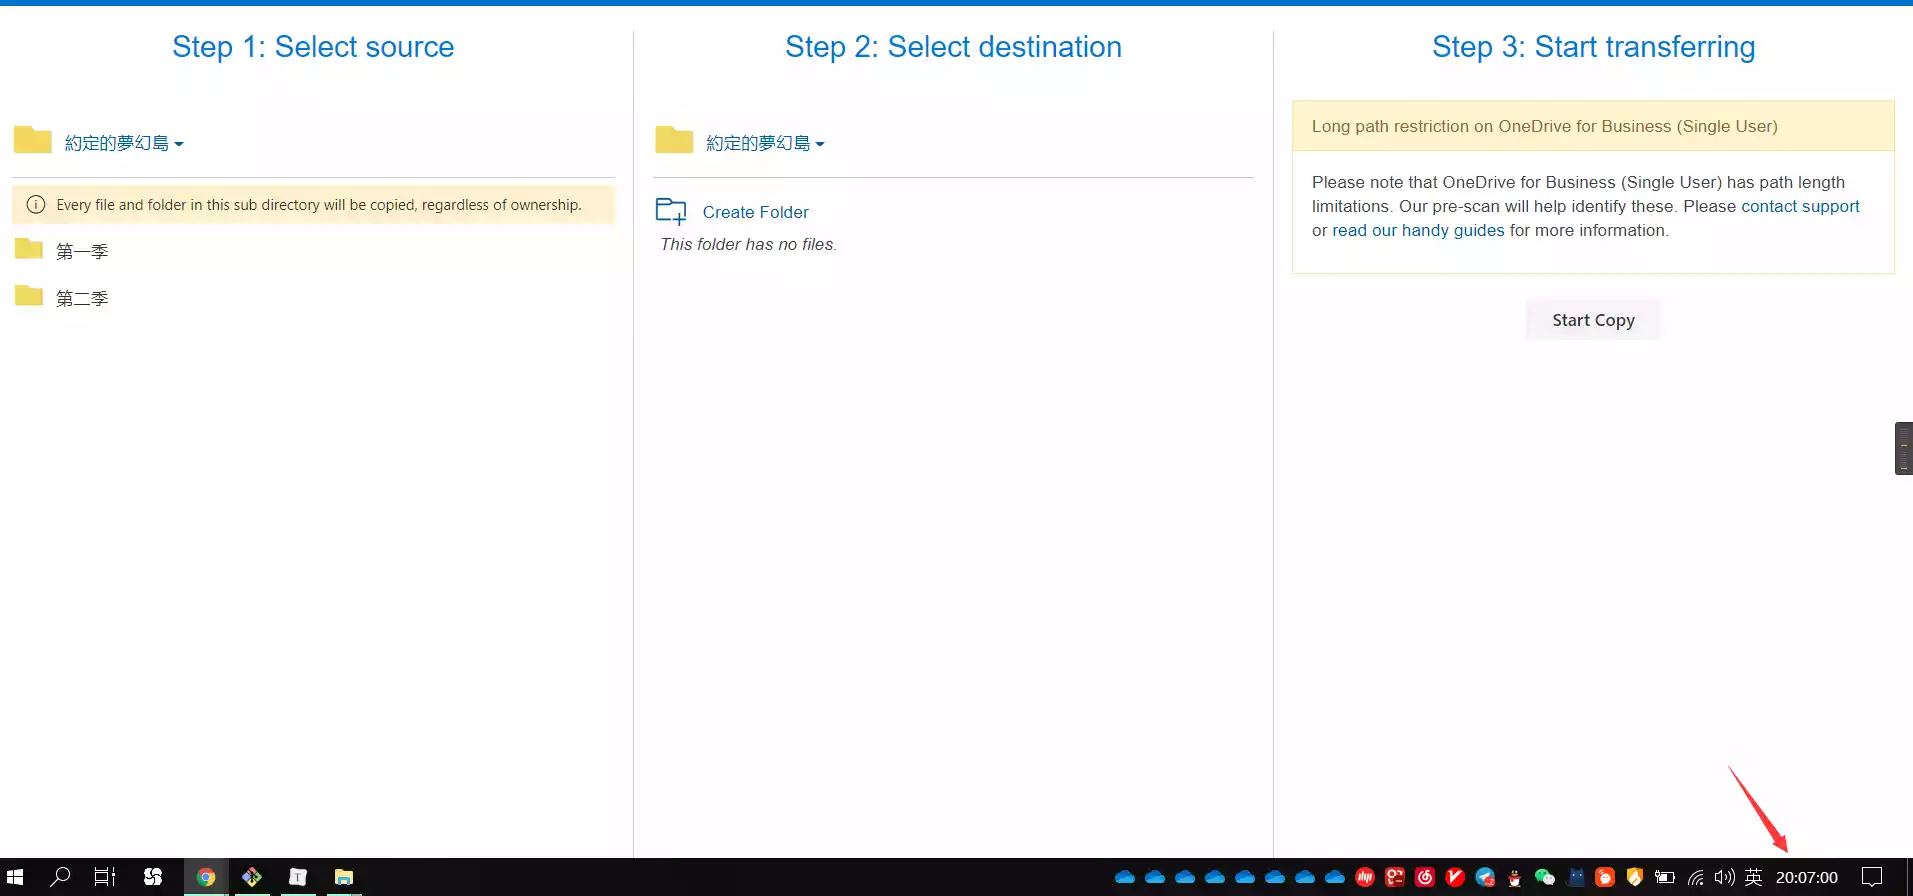 Step 1: Select source
約定的夢幻島
Every file and folder in this sub directory will be copied, regardless of ownership.
第一季
第二季
Step 2: Select destination
約定的夢幻島
Create Folder
This folder has no files.
Step 3: Start transferring
Long path restriction on OneDrive for Business (Single User)
Please note that OneDrive for Business (Single User) has path length
limitations. Our pre-scan will help identify these. Please contact support
or read our handy guides for more information.
Start Copy
英 20:07:00